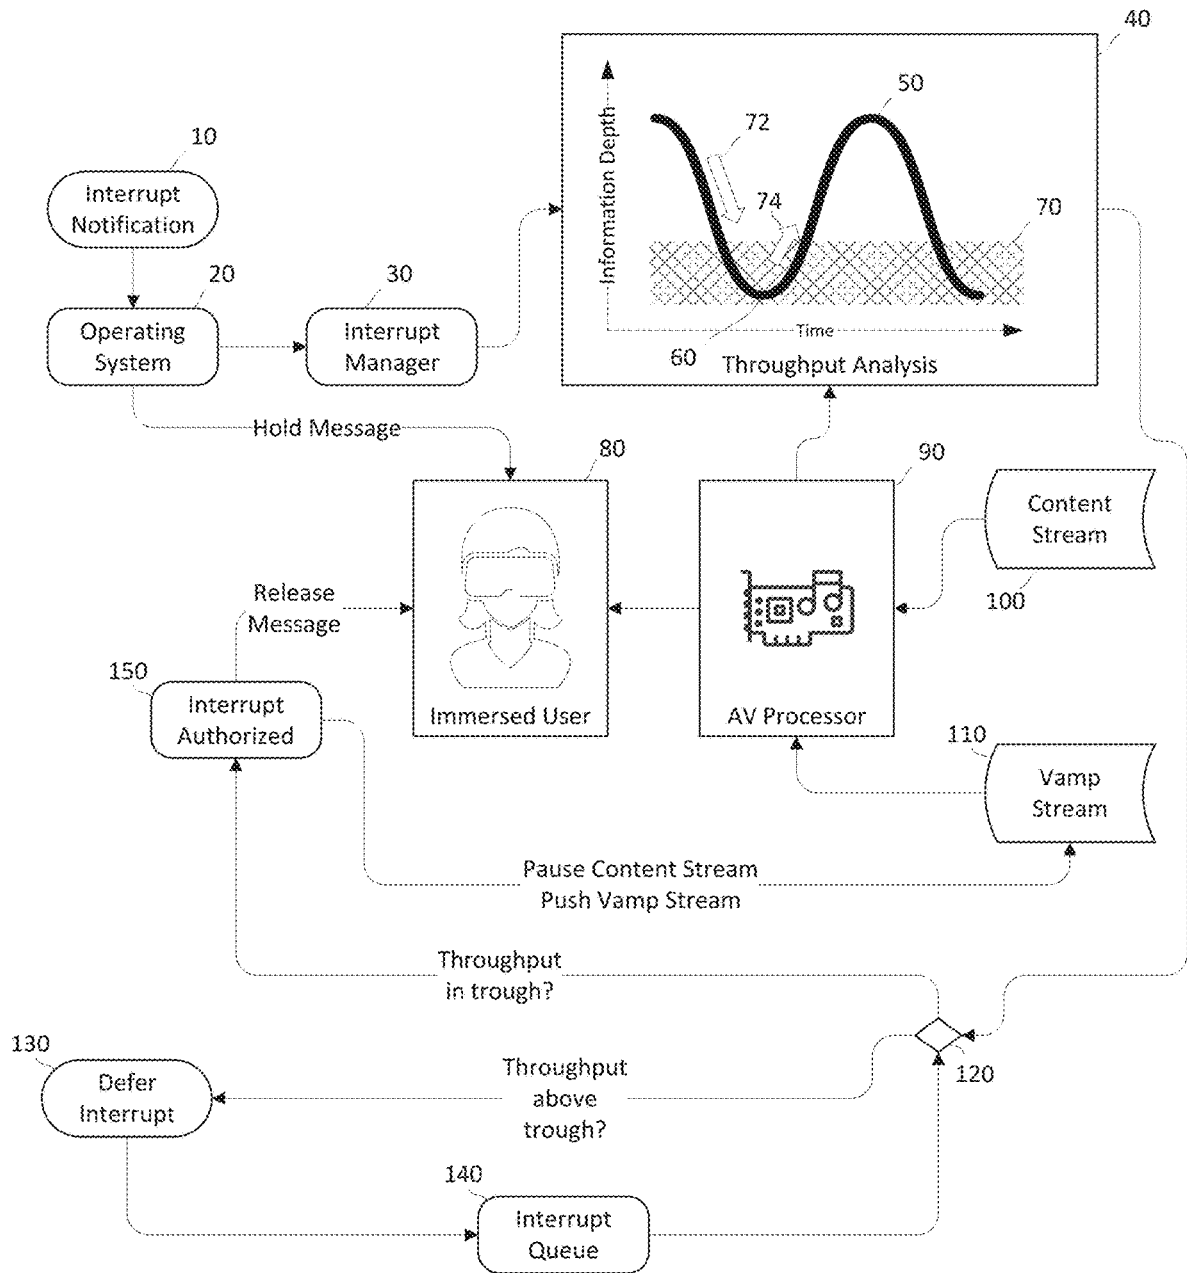 40
50
10
72
Interrupt
Notification
Information Depth
74
70
20
30
Operating
System
Interrupt
Manager
Time
60
Throughput Analysis
Hold Message
80
90
Content
Stream
100
Release
Message
150
Interrupt
Authorized
Immersed User
AV Processor
110
Vamp
Stream
Pause Content Stream
Push Vamp Stream
Throughput
in trough?
130
Defer
Interrupt
Throughput
above
trough?
120
140
Interrupt
Queue